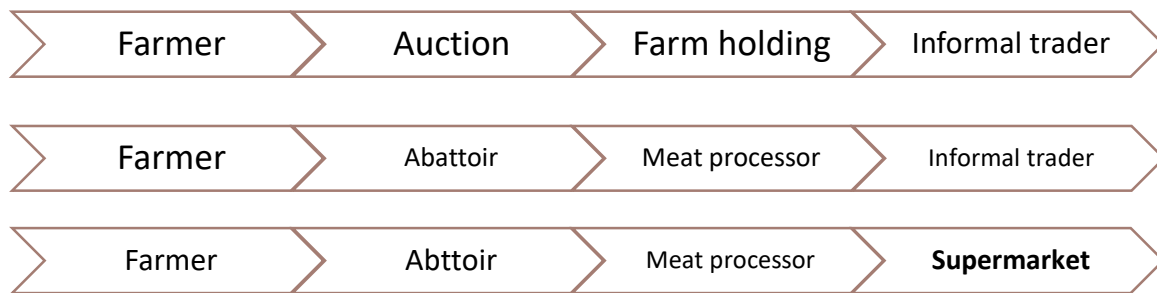 Farmer Auction Farm holding Informal trader
Farmer Abattoir Meat processor Informal trader
Farmer Abttoir Meat processor Supermarket